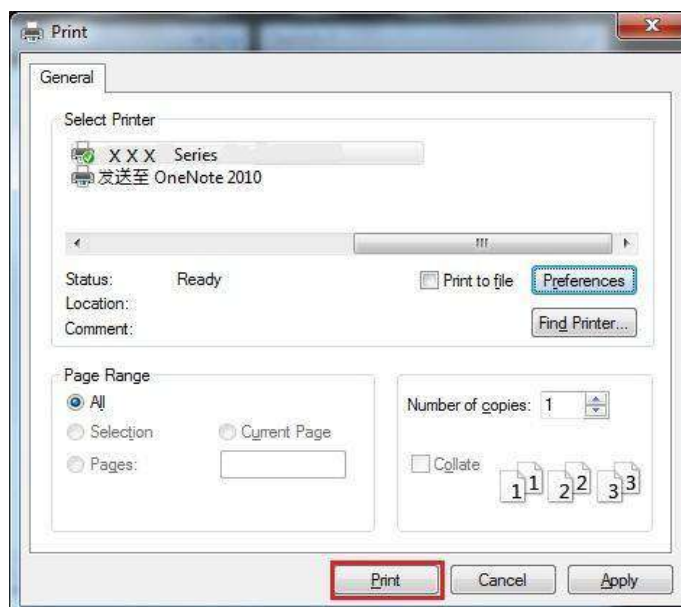 Print
General
Select Printer
X X X Series
发送至 OneNote 2010
Status: Ready
Print to file
Preferences
Location:
Find Printer...
Comment:
Page Range
All
Selection
Current Page
Pages:
Number of copies: 1
Collate
1 1 2 2 3 3
Print
Cancel
Apply